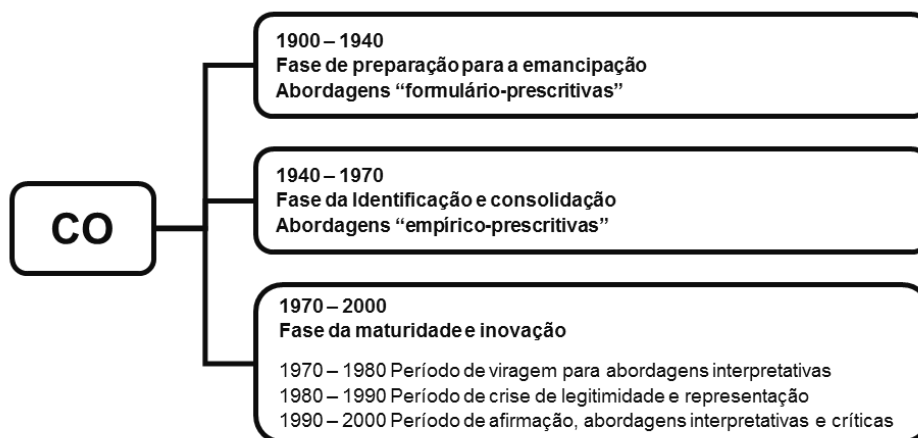 CO
1900 – 1940
Fase de preparação para a emancipação
Abordagens “formulário-prescritivas”
1940 – 1970
Fase da Identificação e consolidação
Abordagens “empírico-prescritivas”
1970 – 2000
Fase da maturidade e inovação
1970 – 1980 Período de viragem para abordagens interpretativas
1980 – 1990 Período de crise de legitimidade e representação
1990 – 2000 Período de afirmação, abordagens interpretativas e críticas